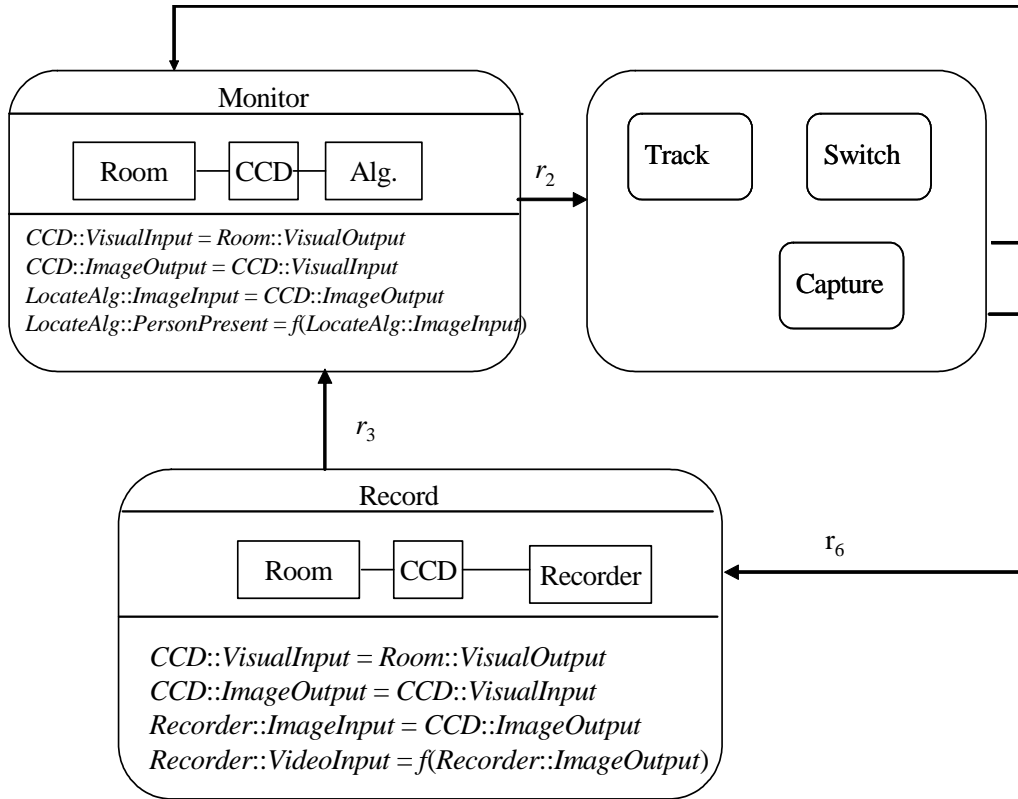 Monitor
Room CCD Alg.
CCD::VisualInput = Room::VisualOutput
CCD::ImageOutput = CCD::VisualInput
LocateAlg::ImageInput = CCD::ImageOutput
LocateAlg::PersonPresent = f(LocateAlg::ImageInput)
r2
Track Switch
Capture
r3
Record
Room CCD Recorder
CCD::VisualInput = Room::VisualOutput
CCD::ImageOutput = CCD::VisualInput
Recorder::ImageInput = CCD::ImageOutput
Recorder::VideoInput = f(Recorder::ImageOutput)
r6